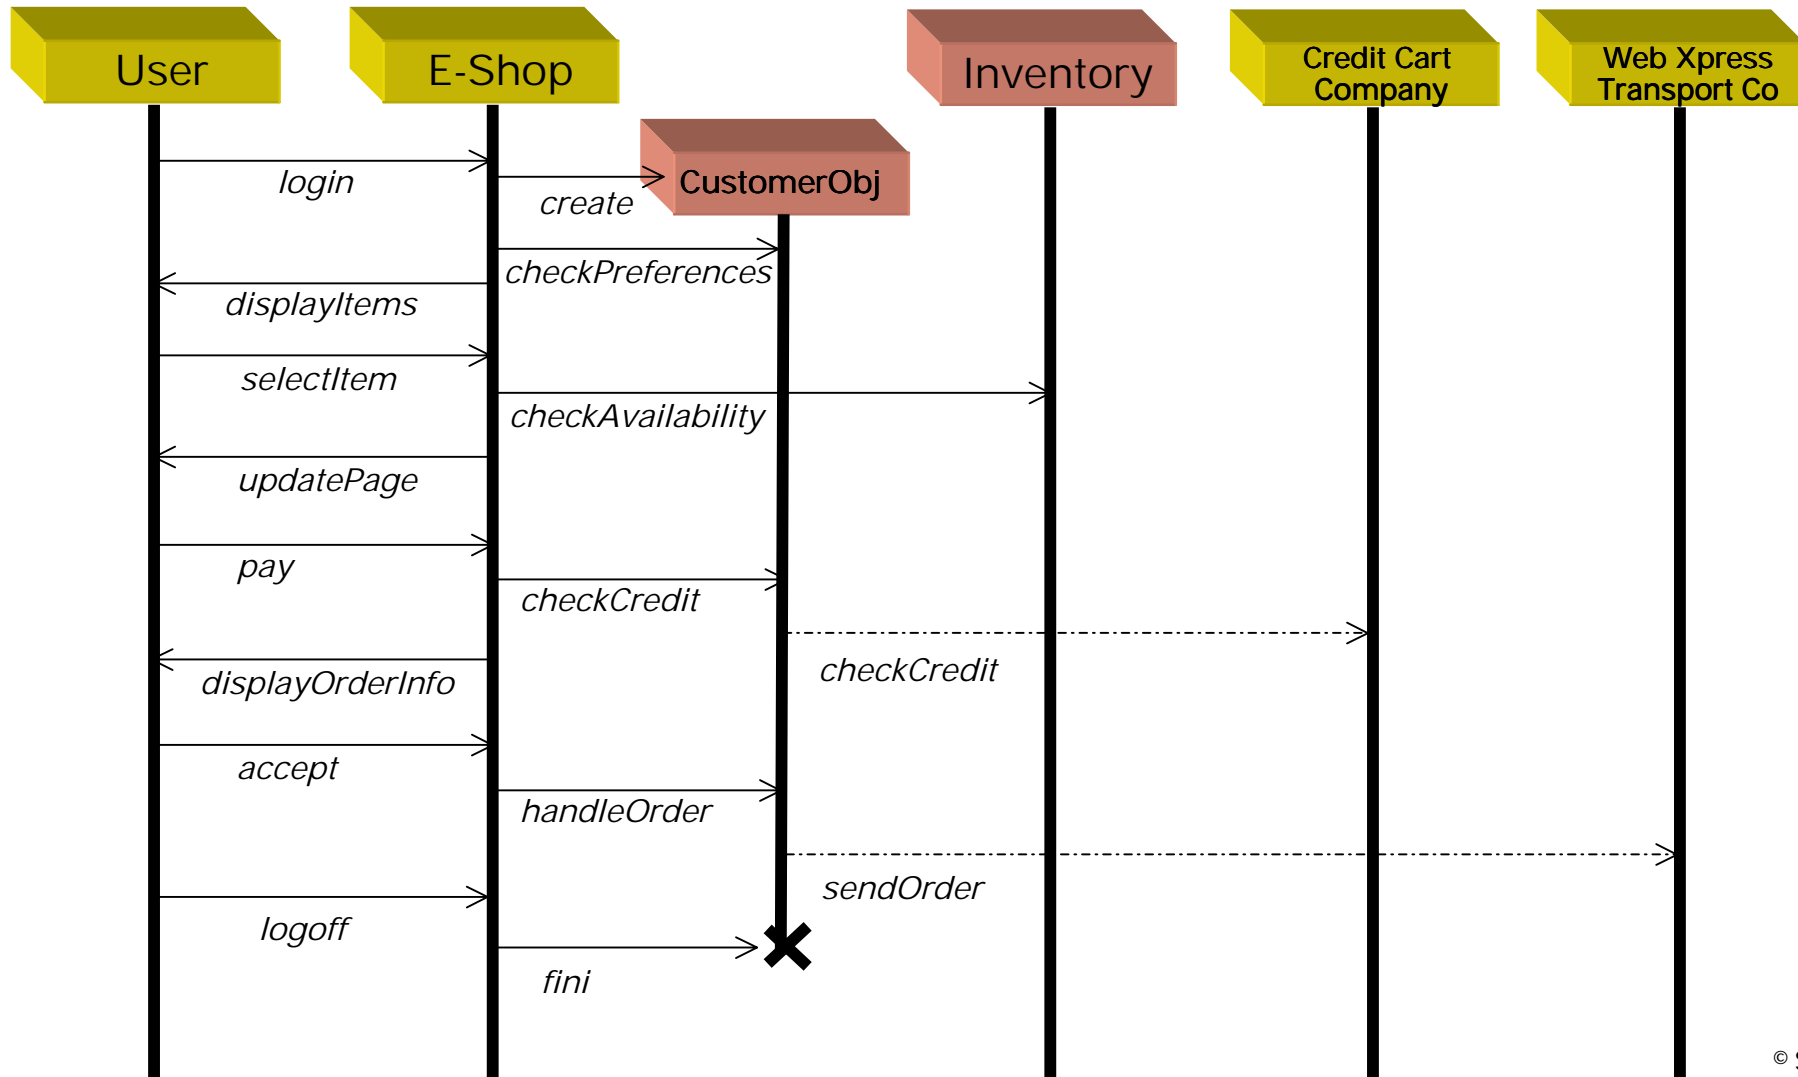 User
E-Shop
Inventory
Credit Cart
Company
Web Xpress
Transport Co
CustomerObj
login
create
checkPreferences
displayItems
selectItem
checkAvailability
updatePage
pay
checkCredit
checkCredit
displayOrderInfo
accept
handleOrder
sendOrder
logoff
fini
©